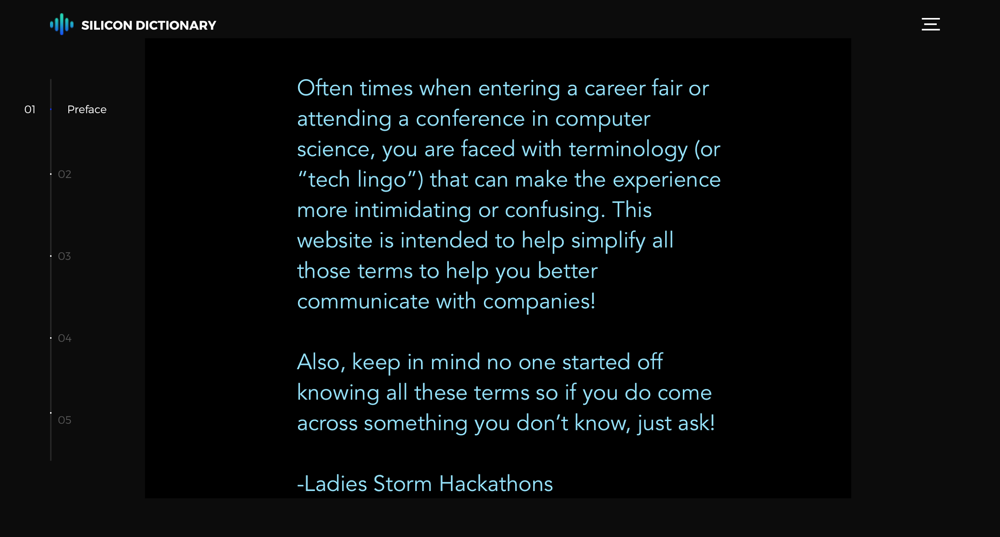 SILICON DICTIONARY
01 Preface
02
03
04
05
Often times when entering a career fair or
attending a conference in computer
science, you are faced with terminology (or
“tech lingo”) that can make the experience
more intimidating or confusing. This
website is intended to help simplify all
those terms to help you better
communicate with companies!
Also, keep in mind no one started off
knowing all these terms so if you do come
across something you don’t know, just ask!
-Ladies Storm Hackathons